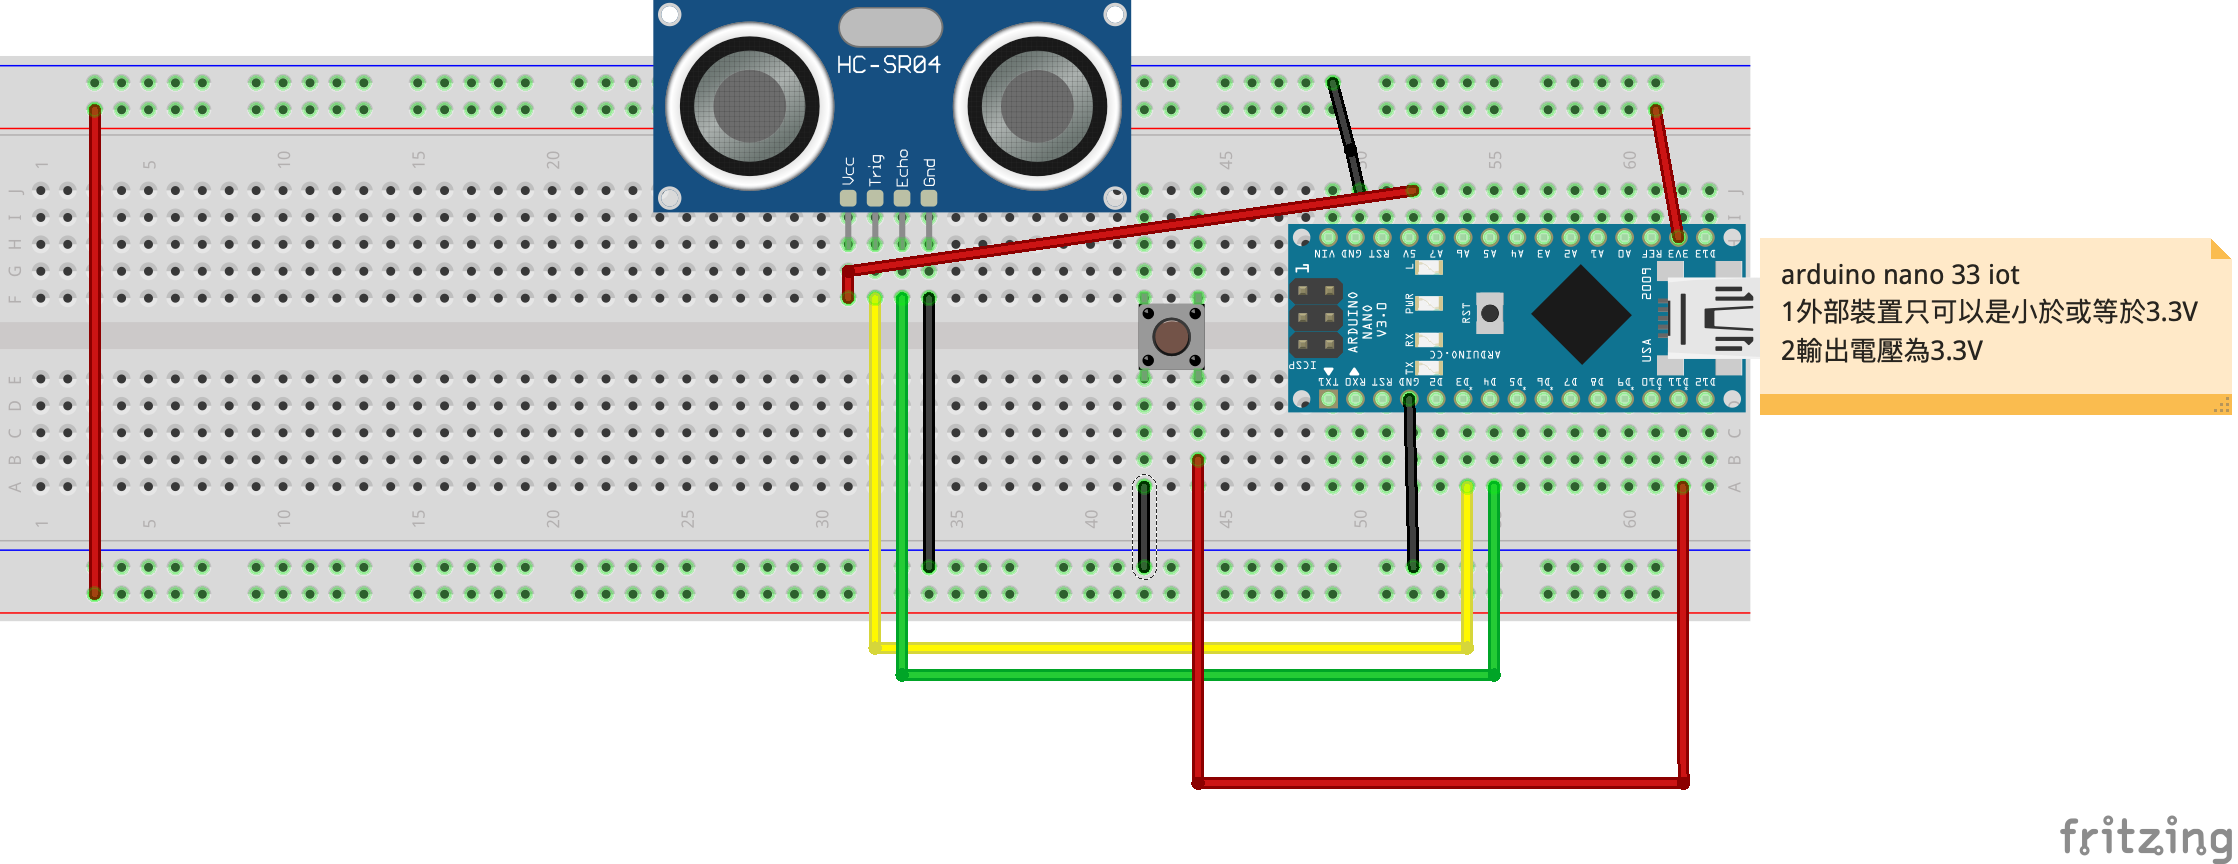 HC-SR04
Vcc
Trig
Echo
Gnd
1
5
10
15
20
45
50
55
60
J
I
H
G
F
J
I
VIN
GND
RST
5V
A7
A6
A5
A4
A3
A2
A1
A0
REF
3V3
D13
1
L
PWR
RX
TX
RST
ARDUINO
NANO
V3.0
ARDUINO.CC
ICSP
2009
USA
TX1
RX0
RST
GND
D2
D3
D4
D5
D6
D7
D8
D9
D10
D11
D12
E
D
C
B
A
C
B
A
1
5
10
15
20
25
30
35
40
45
50
60
arduino nano 33 iot
1外部裝置只可以是小於或等於3.3V
2輸出電壓為3.3V
fritzing